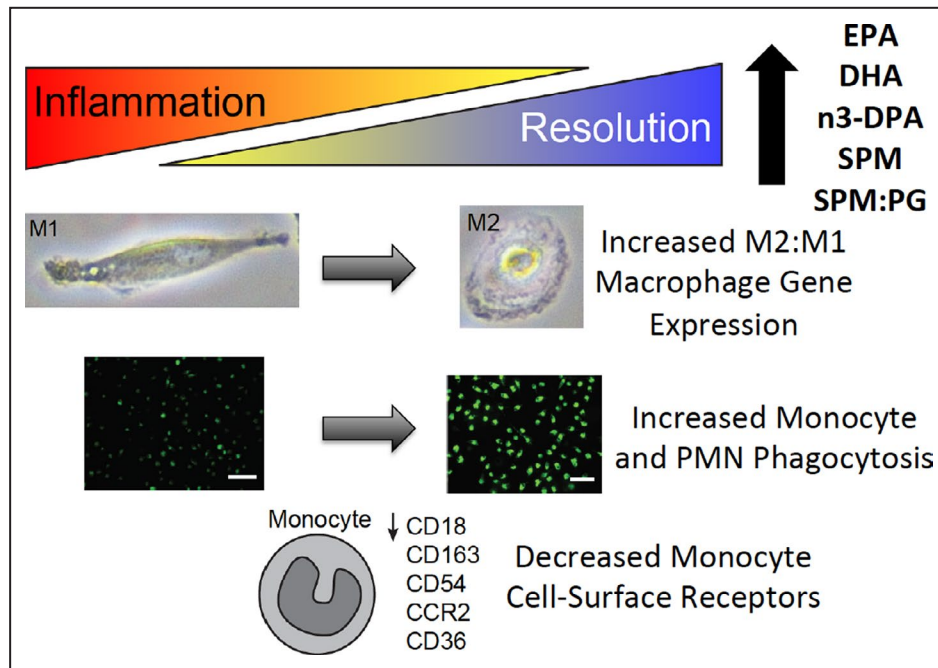 Inflammation
Resolution
EPA
DHA
n3-DPA
SPM
SPM:PG
M1
M2
Increased M2:M1
Macrophage Gene
Expression
Increased Monocyte
and PMN Phagocytosis
Monocyte
CD18
CD163
CD54
CCR2
CD36
Decreased Monocyte
Cell-Surface Receptors